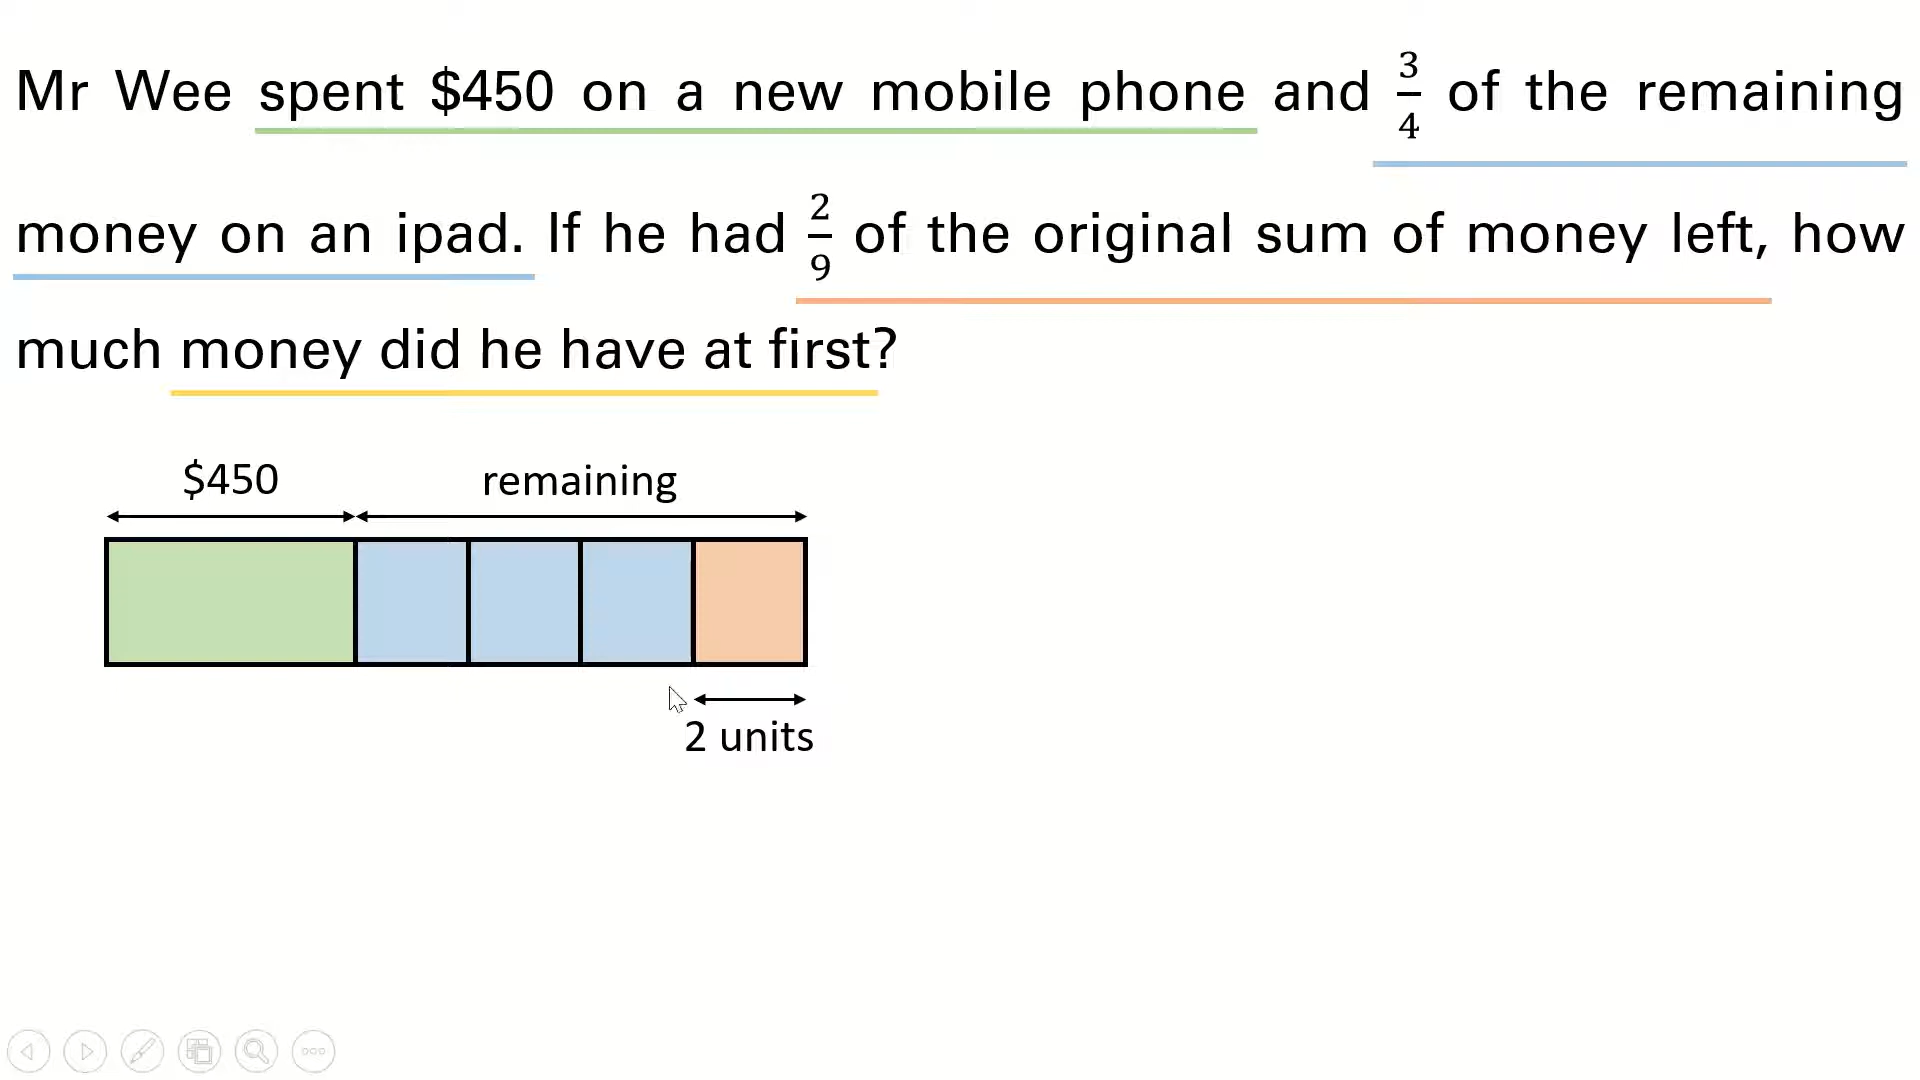 Mr Wee spent $450 on a new mobile phone and 3/4 of the remaining
money on an ipad. If he had 2/9 of the original sum of money left, how
much money did he have at first?
$450 remaining
2 units